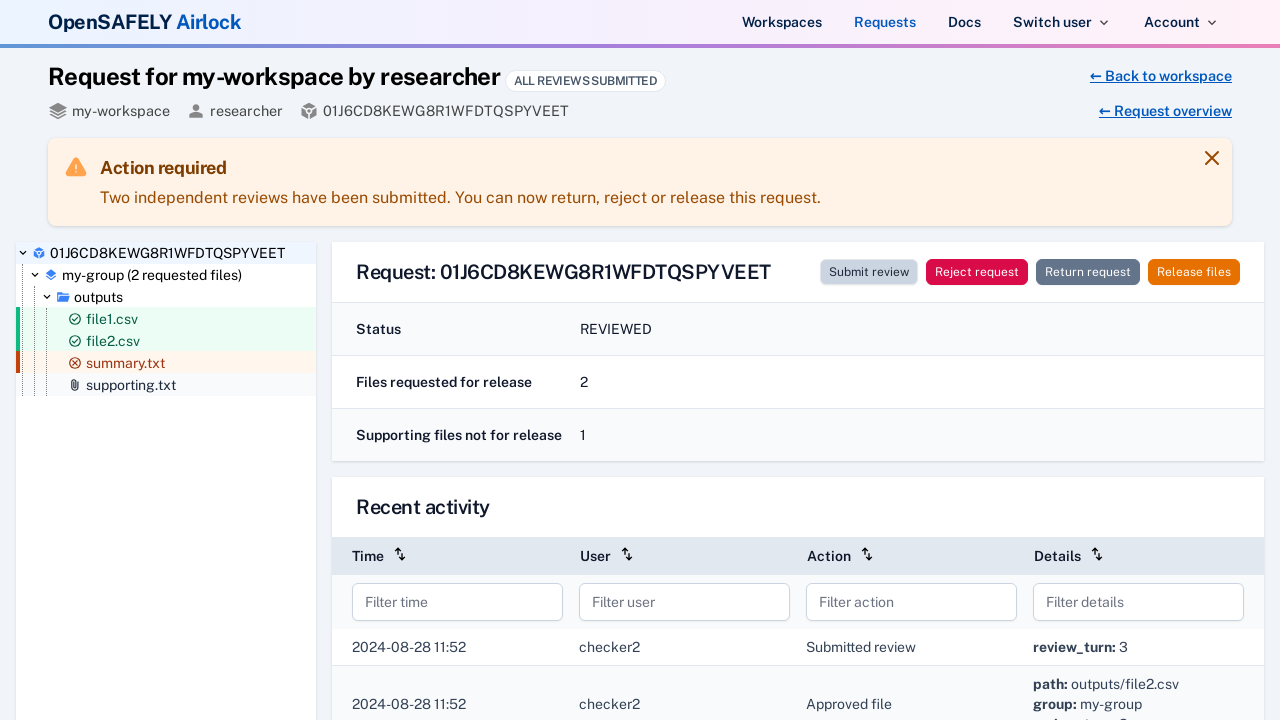 OpenSAFELY Airlock
Workspaces Requests Docs Switch user Account
Request for my-workspace by researcher ALL REVIEWS SUBMITTED
← Back to workspace
my-workspace researcher 01J6CD8KEWG8R1WFDTQSPYVEET
← Request overview
Action required
Two independent reviews have been submitted. You can now return, reject or release this request.
01J6CD8KEWG8R1WFDTQSPYVEET
my-group (2 requested files)
outputs
file1.csv
file2.csv
summary.txt
supporting.txt
Request: 01J6CD8KEWG8R1WFDTQSPYVEET
Submit review Reject request Return request Release files
Status REVIEWED
Files requested for release 2
Supporting files not for release 1
Recent activity
Time User Action Details
Filter time Filter user Filter action Filter details
2024-08-28 11:52 checker2 Submitted review review_turn: 3
2024-08-28 11:52 checker2 Approved file path: outputs/file2.csv
group: my-group